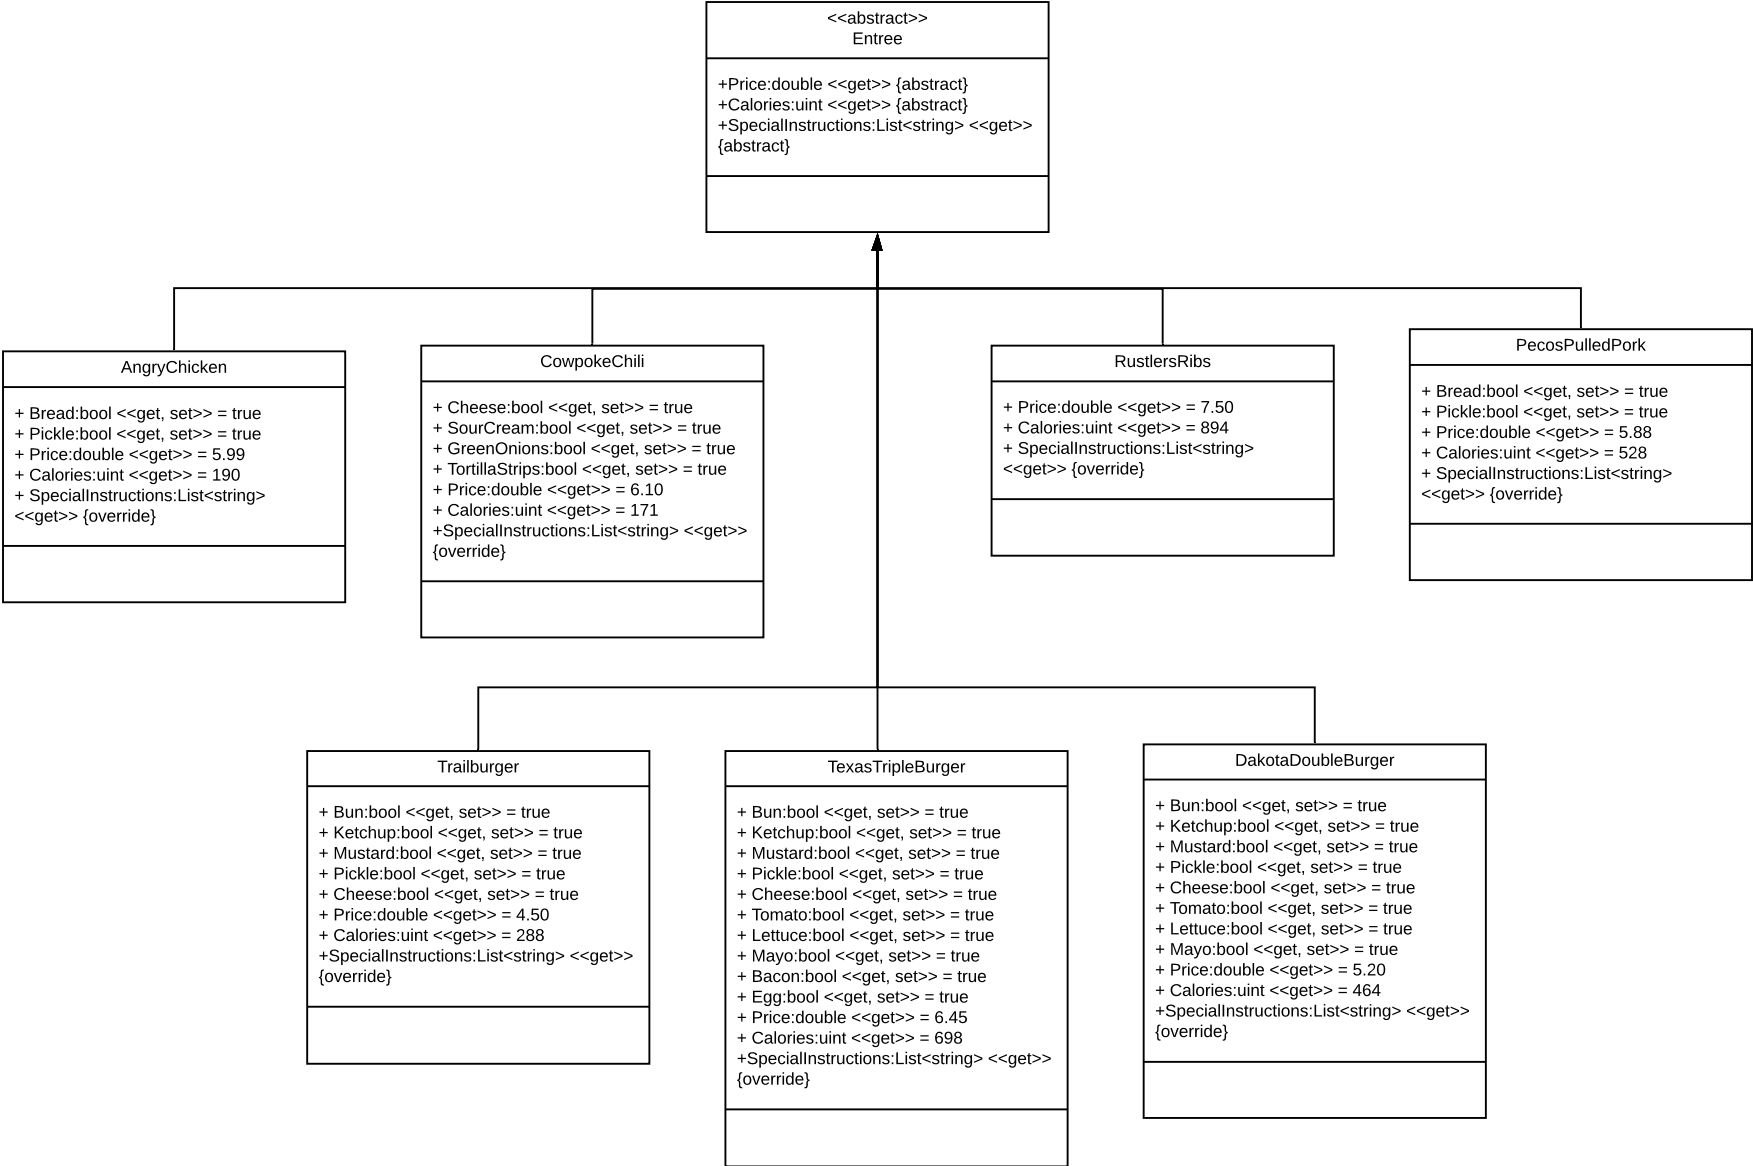 <<abstract>>
Entree
+Price:double <<get>> {abstract}
+Calories:uint <<get>> {abstract}
+SpecialInstructions:List<string> <<get>>
{abstract}
AngryChicken
+ Bread:bool <<get, set>> = true
+ Pickle:bool <<get, set>> = true
+ Price:double <<get>> = 5.99
+ Calories:uint <<get>> = 190
+ SpecialInstructions:List<string>
<<get>> {override}
CowpokeChili
+ Cheese:bool <<get, set>> = true
+ SourCream:bool <<get, set>> = true
+ GreenOnions:bool <<get, set>> = true
+ TortillaStrips:bool <<get, set>> = true
+ Price:double <<get>> = 6.10
+ Calories:uint <<get>> = 171
+SpecialInstructions:List<string> <<get>>
{override}
RustlersRibs
+ Price:double <<get>> = 7.50
+ Calories:uint <<get>> = 894
+ SpecialInstructions:List<string>
<<get>> {override}
PecosPulledPork
+ Bread:bool <<get, set>> = true
+ Pickle:bool <<get, set>> = true
+ Price:double <<get>> = 5.88
+ Calories:uint <<get>> = 528
+ SpecialInstructions:List<string>
<<get>> {override}
Trailburger
+ Bun:bool <<get, set>> = true
+ Ketchup:bool <<get, set>> = true
+ Mustard:bool <<get, set>> = true
+ Pickle:bool <<get, set>> = true
+ Cheese:bool <<get, set>> = true
+ Price:double <<get>> = 4.50
+ Calories:uint <<get>> = 288
+SpecialInstructions:List<string> <<get>>
{override}
TexasTripleBurger
+ Bun:bool <<get, set>> = true
+ Ketchup:bool <<get, set>> = true
+ Mustard:bool <<get, set>> = true
+ Pickle:bool <<get, set>> = true
+ Cheese:bool <<get, set>> = true
+ Tomato:bool <<get, set>> = true
+ Lettuce:bool <<get, set>> = true
+ Mayo:bool <<get, set>> = true
+ Bacon:bool <<get, set>> = true
+ Egg:bool <<get, set>> = true
+ Price:double <<get>> = 6.45
+ Calories:uint <<get>> = 698
+SpecialInstructions:List<string> <<get>>
{override}
DakotaDoubleBurger
+ Bun:bool <<get, set>> = true
+ Ketchup:bool <<get, set>> = true
+ Mustard:bool <<get, set>> = true
+ Pickle:bool <<get, set>> = true
+ Cheese:bool <<get, set>> = true
+ Tomato:bool <<get, set>> = true
+ Lettuce:bool <<get, set>> = true
+ Mayo:bool <<get, set>> = true
+ Price:double <<get>> = 5.20
+ Calories:uint <<get>> = 464
+SpecialInstructions:List<string> <<get>>
{override}